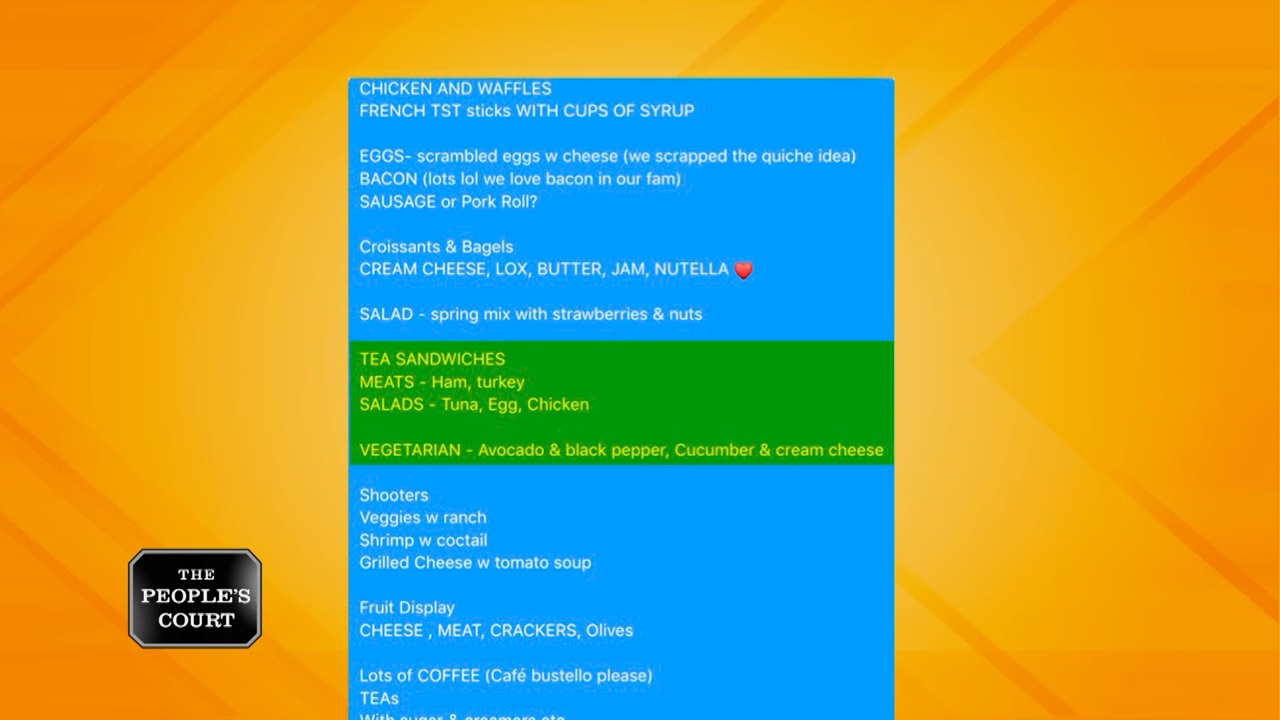 CHICKEN AND WAFFLES
FRENCH TST sticks WITH CUPS OF SYRUP
EGGS- scrambled eggs w cheese (we scrapped the quiche idea)
BACON (lots lol we love bacon in our fam)
SAUSAGE or Pork Roll?
Croissants & Bagels
CREAM CHEESE, LOX, BUTTER, JAM, NUTELLA ❤️
SALAD - spring mix with strawberries & nuts
TEA SANDWICHES
MEATS - Ham, turkey
SALADS - Tuna, Egg, Chicken
VEGETARIAN - Avocado & black pepper, Cucumber & cream cheese
Shooters
Veggies w ranch
Shrimp w coctail
Grilled Cheese w tomato soup
Fruit Display
CHEESE , MEAT, CRACKERS, Olives
Lots of COFFEE (Café bustello please)
TEAs
With sugar & creamers etc
THE
PEOPLE'S
COURT